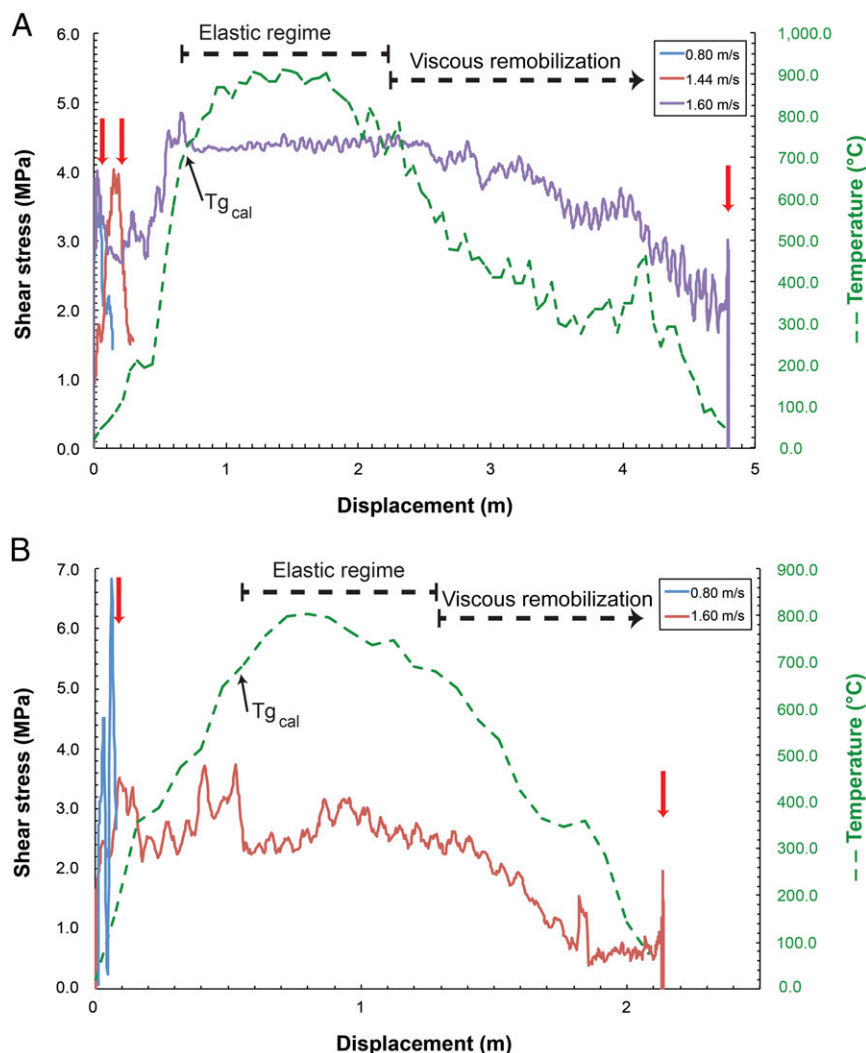 A
Elastic regime
Viscous remobilization
0.80 m/s
1.44 m/s
1.60 m/s
Tg cal
Shear stress (MPa)
6.0
5.0
4.0
3.0
2.0
1.0
0.0
0
1
2
3
4
5
Displacement (m)
1,000.0
900.0
800.0
700.0
600.0
500.0
400.0
300.0
200.0
100.0
0.0
– – Temperature (°C)
B
Elastic regime
Viscous remobilization
0.80 m/s
1.60 m/s
Tg cal
Shear stress (MPa)
7.0
6.0
5.0
4.0
3.0
2.0
1.0
0.0
0
1
2
Displacement (m)
900.0
800.0
700.0
600.0
500.0
400.0
300.0
200.0
100.0
0.0
– – Temperature (°C)